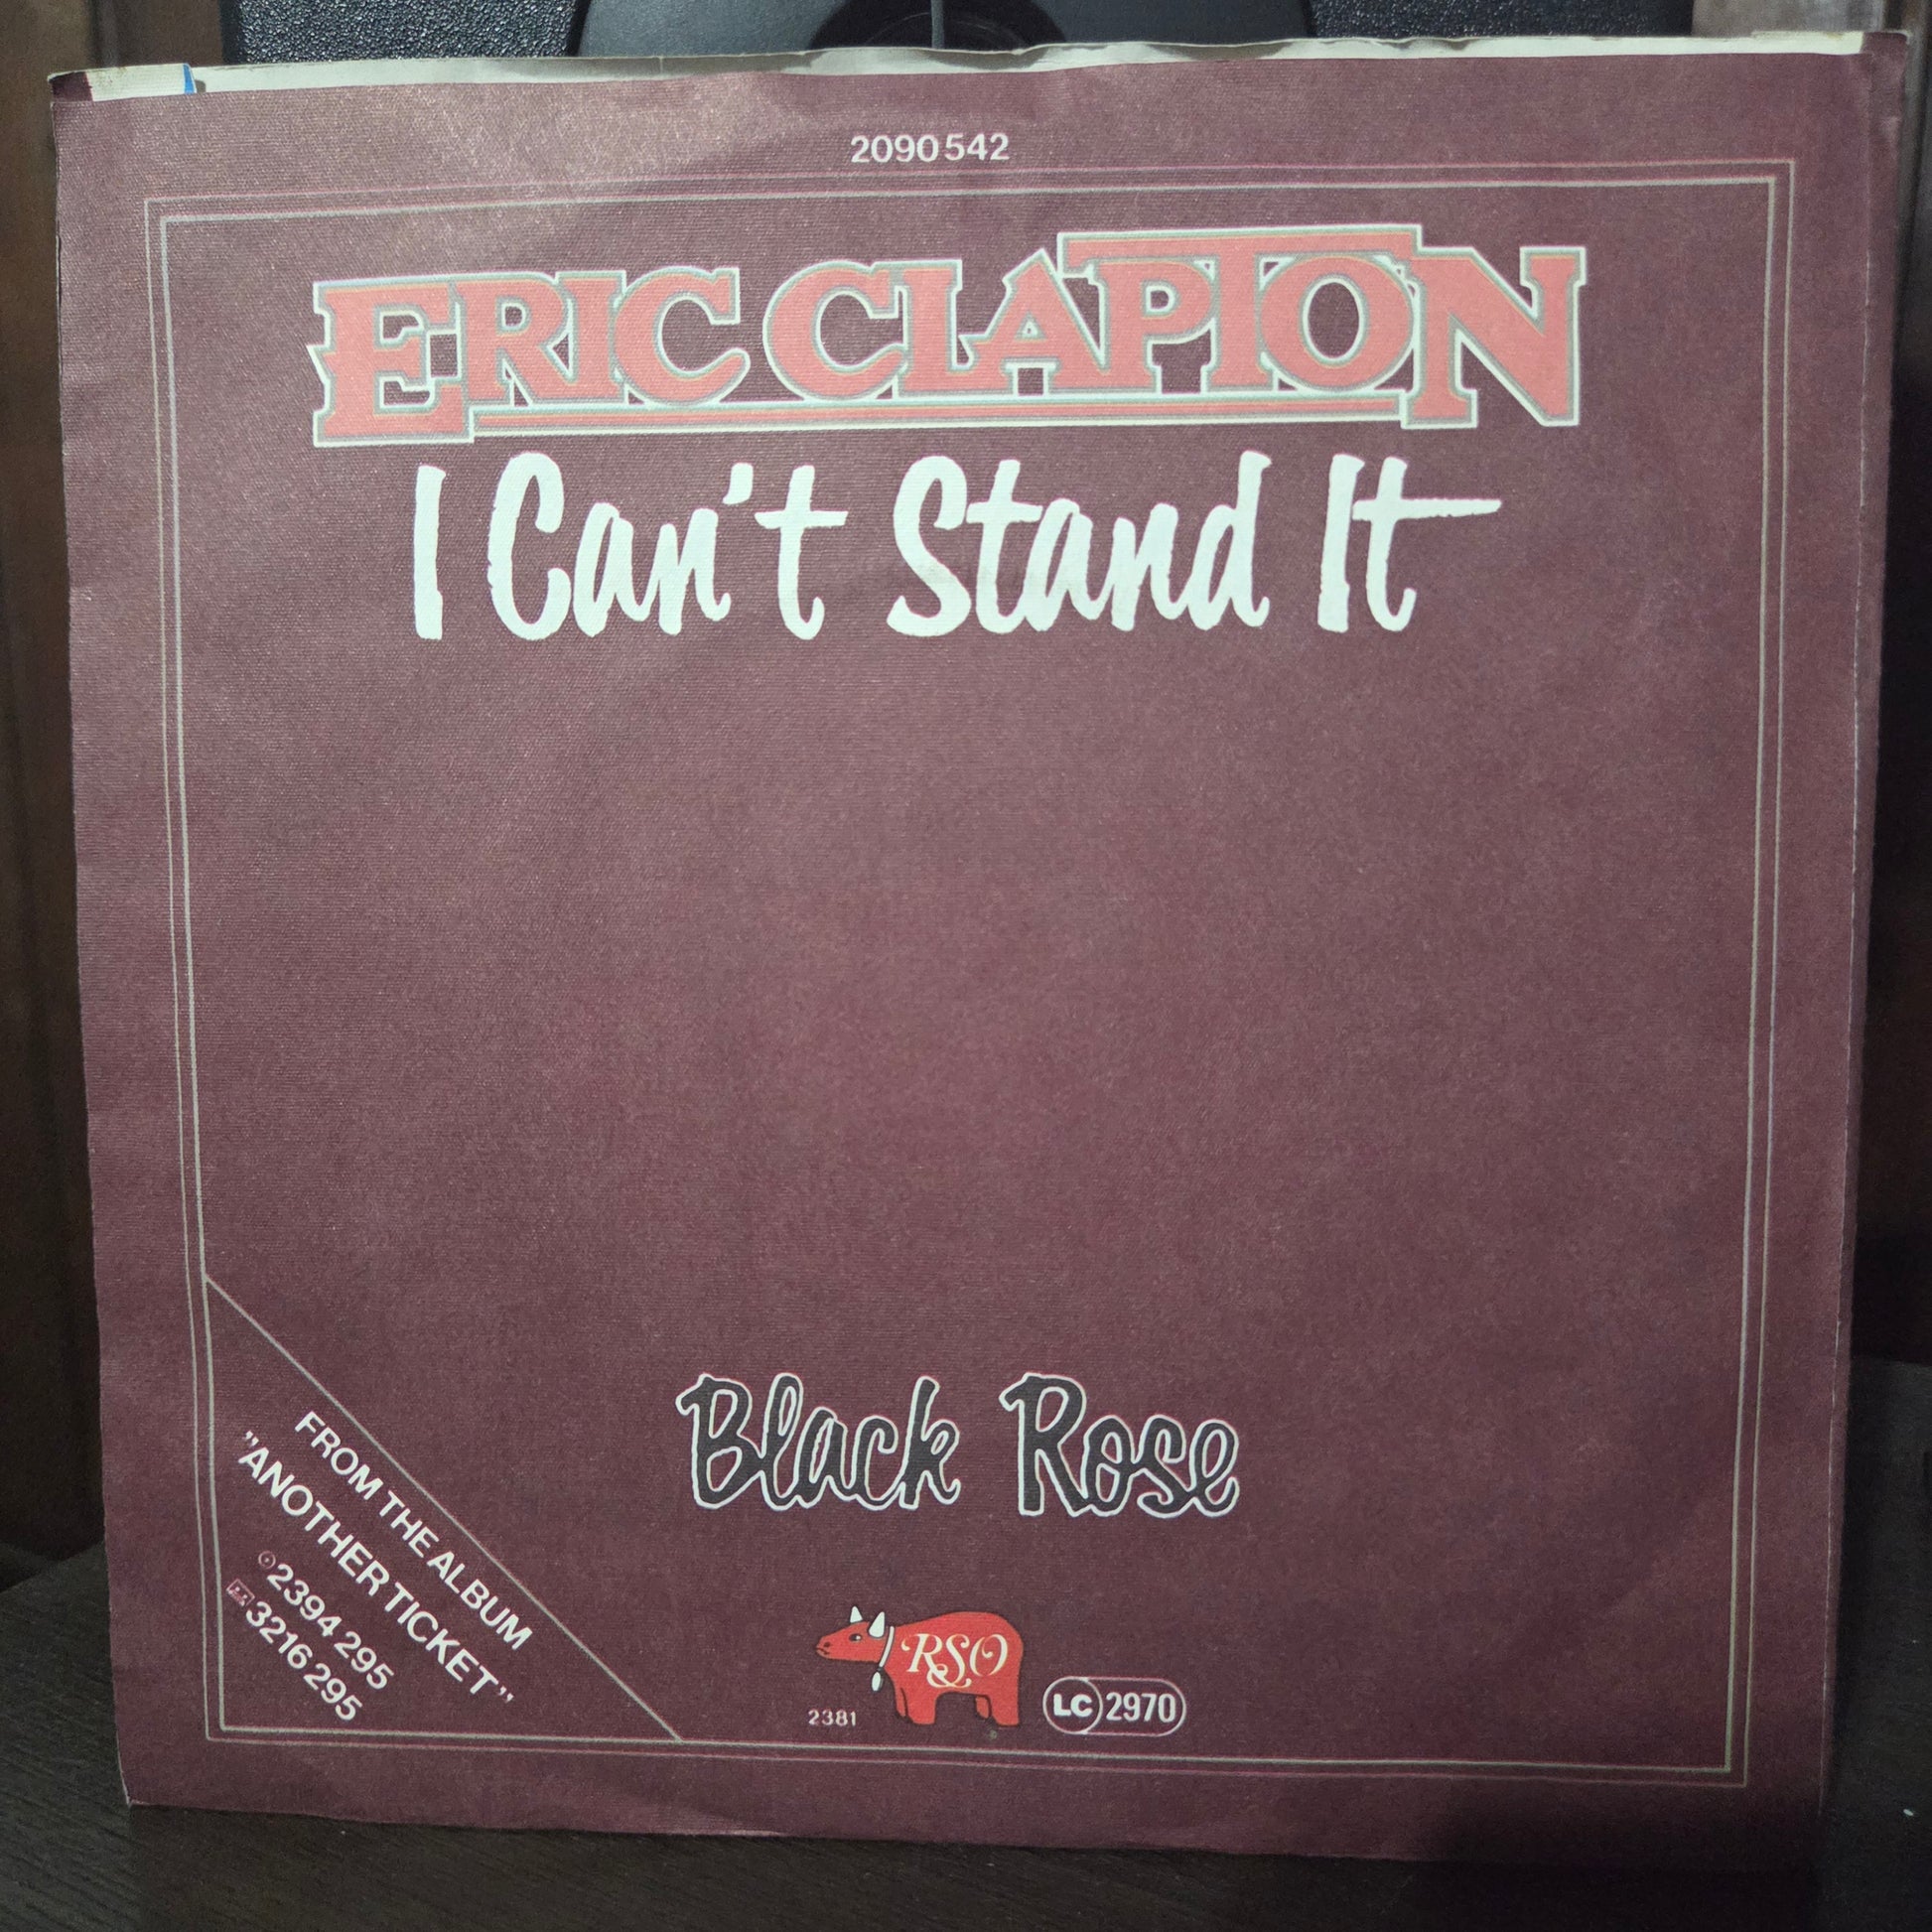 2090 542
ERIC CLAPTON
I Can't Stand It
Black Rose
FROM THE ALBUM
"ANOTHER TICKET"
2394 295
3216 295
RSO
2381
LC 2970